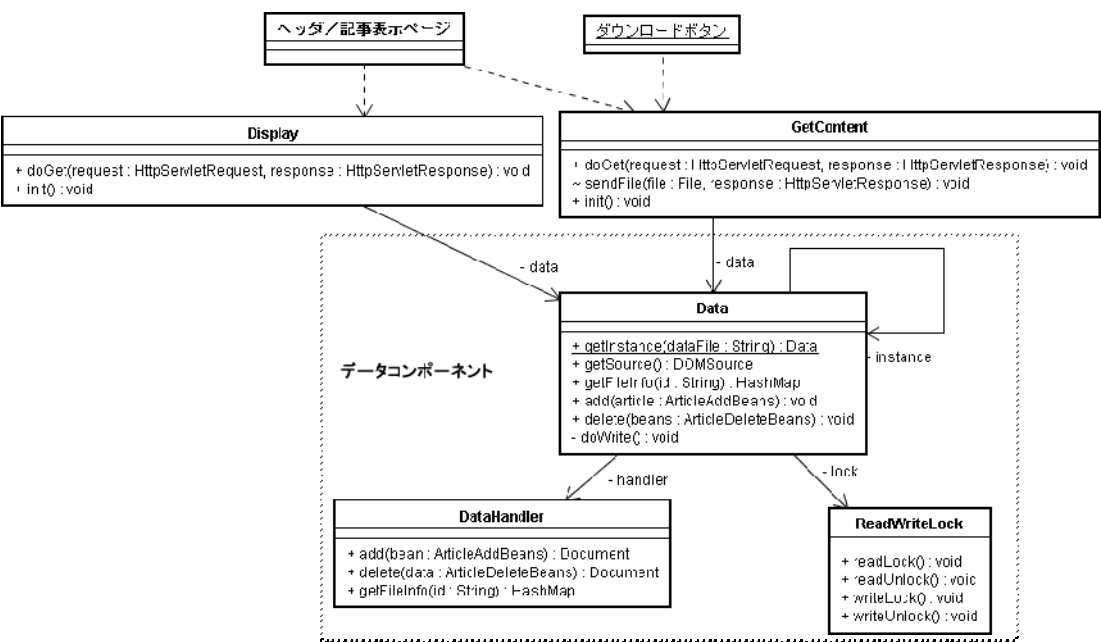 ヘッダ／記事表示ページ
ダウンロードボタン
Display
+ doGet(request : HttpServletRequest, response : HttpServletResponse) : void
+ init() : void
GetContent
+ doGet(request : HttpServletRequest, response : HttpServletResponse) : void
~ sendFile(file : File, response : HttpServletResponse) : void
+ init() : void
- data
- data
Data
+ getInstance(dataFile : String) : Data
+ getSource() : DOMSource
+ getFileInfo(id : String) : HashMap
+ add(article : ArticleAddBeans) : void
+ delete(beans : ArticleDeleteBeans) : void
- doWrite() : void
- instance
データコンポーネント
- handler
- lock
DataHandler
+ add(bean : ArticleAddBeans) : Document
+ delete(data : ArticleDeleteBeans) : Document
+ getFileInfo(id : String) : HashMap
ReadWriteLock
+ readLock() : void
+ readUnlock() : void
+ writeLock() : void
+ writeUnlock() : void